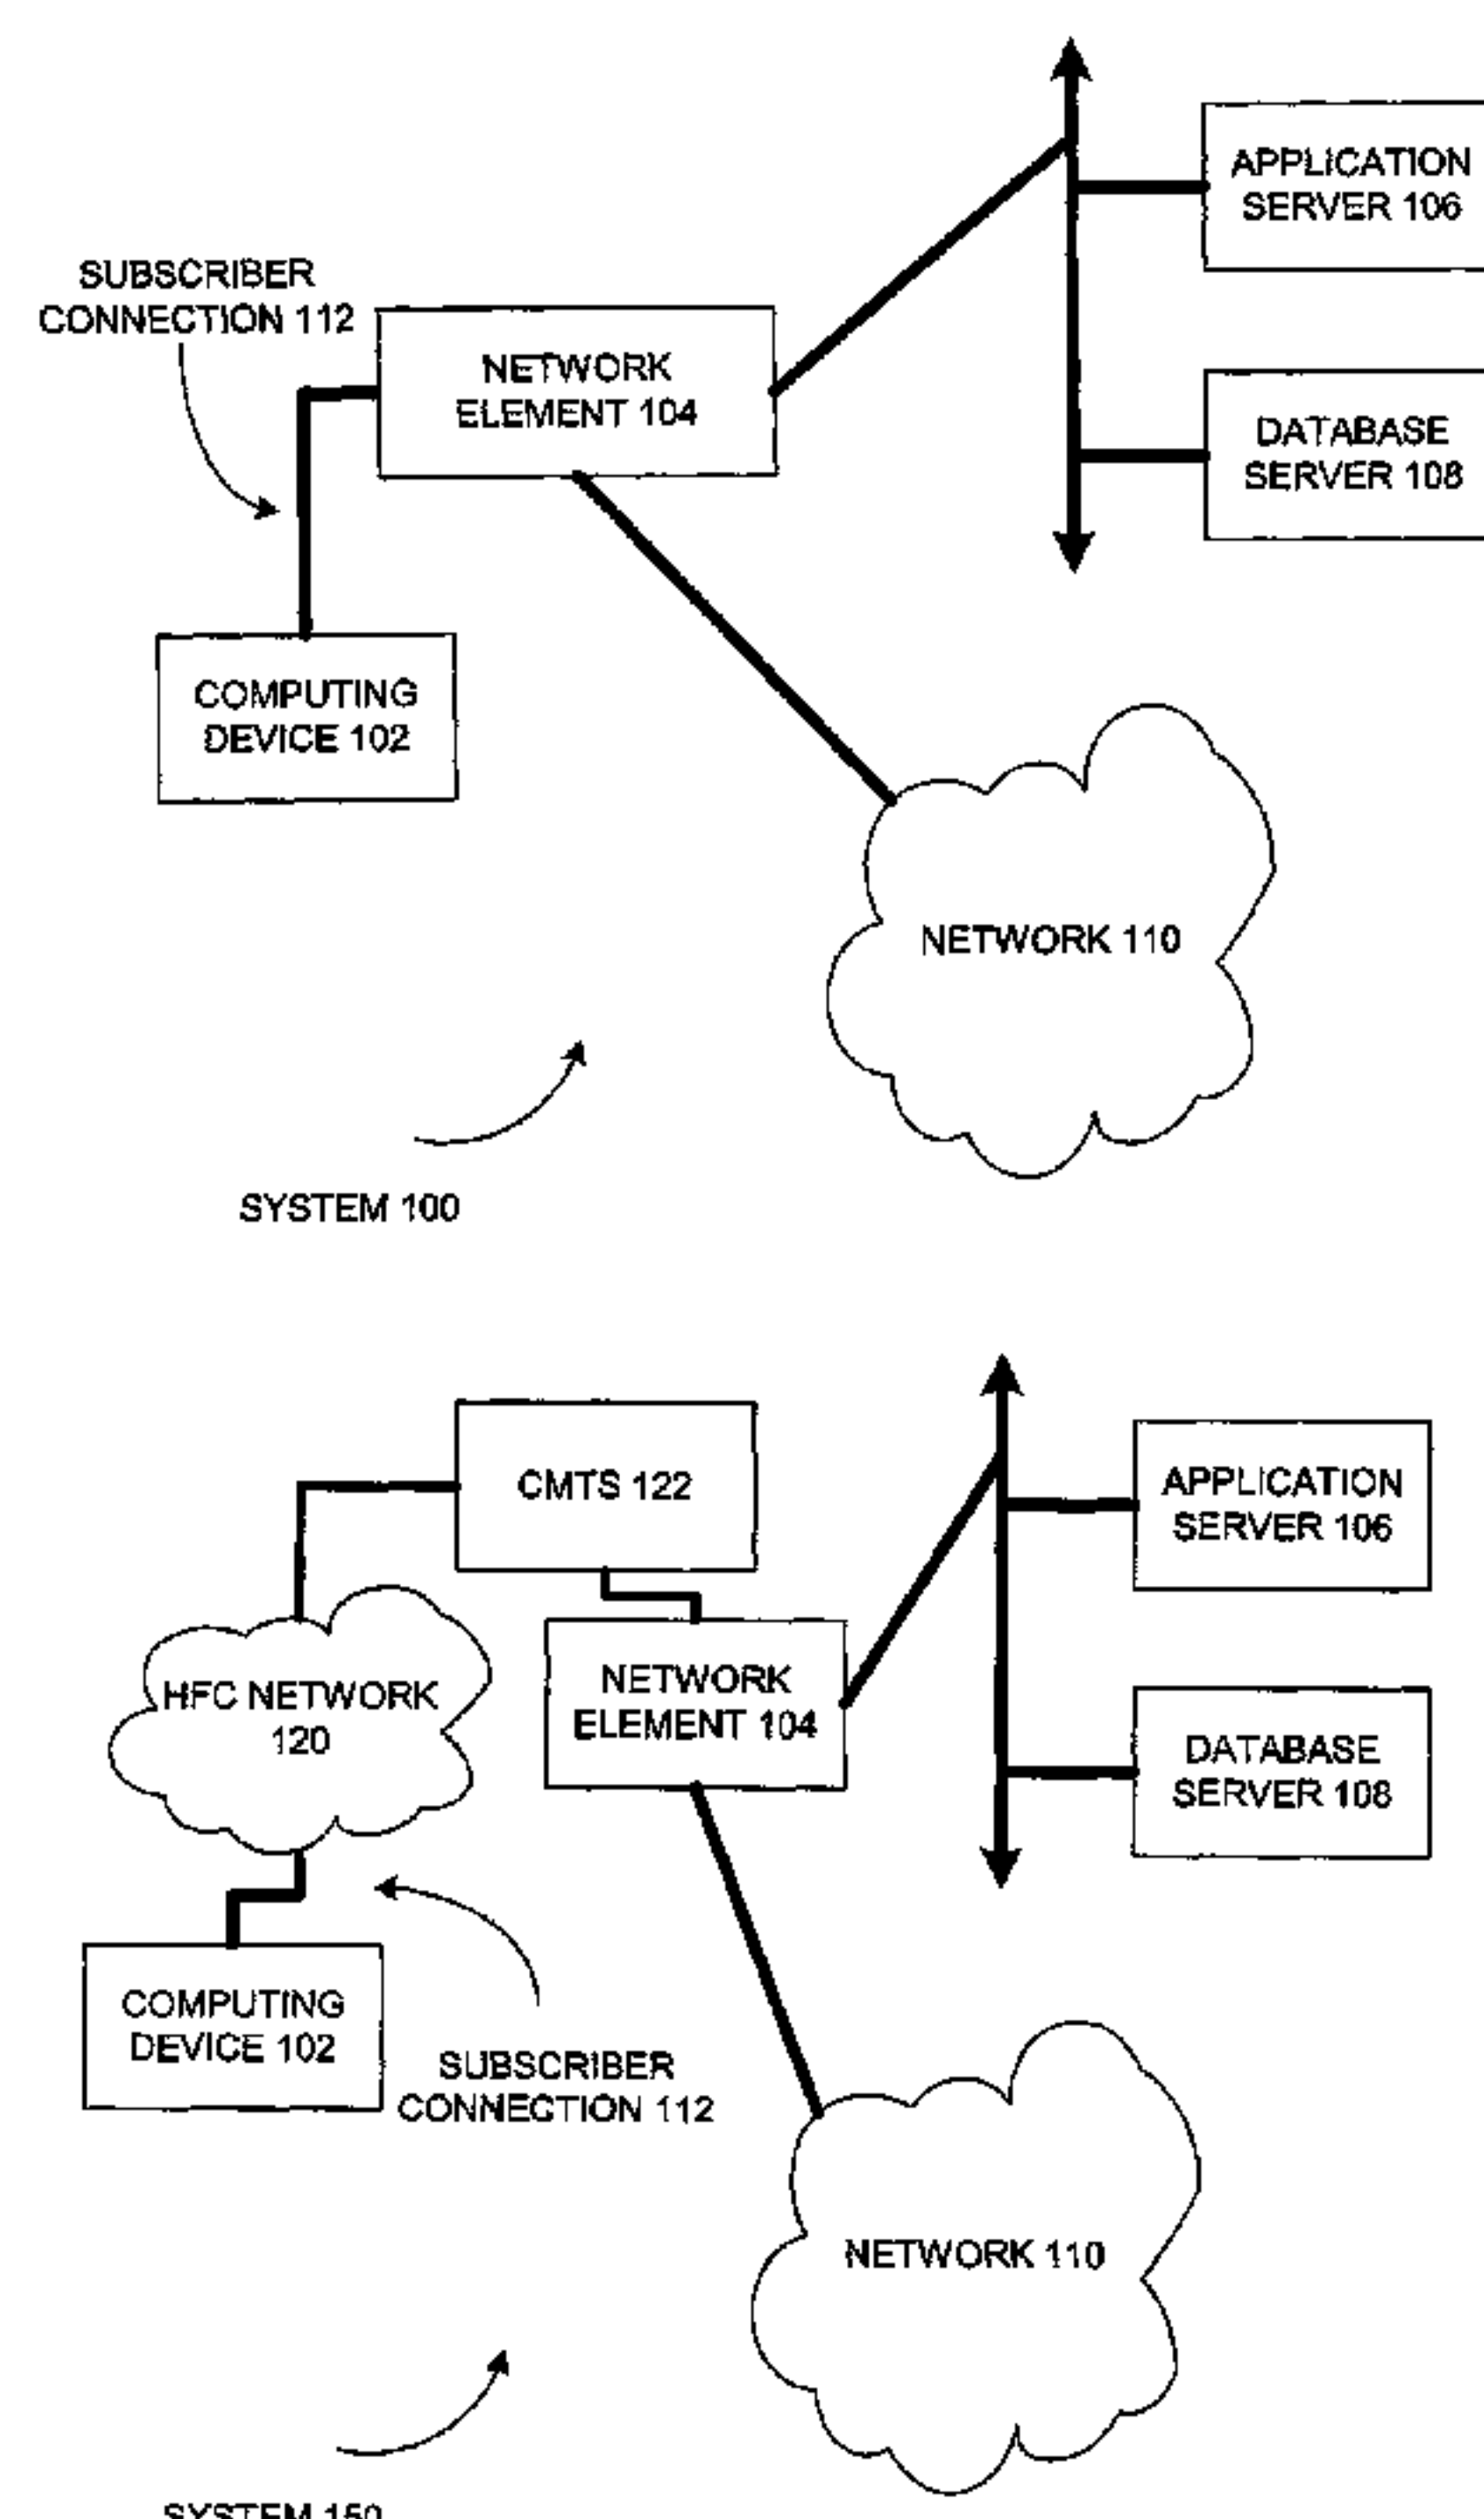 APPLICATION
SERVER 106
SUBSCRIBER
CONNECTION 112
NETWORK
ELEMENT 104
DATABASE
SERVER 108
COMPUTING
DEVICE 102
NETWORK 110
SYSTEM 100
CMTS 122
APPLICATION
SERVER 106
HFC NETWORK
120
NETWORK
ELEMENT 104
DATABASE
SERVER 108
COMPUTING
DEVICE 102
SUBSCRIBER
CONNECTION 112
NETWORK 110
SYSTEM 150